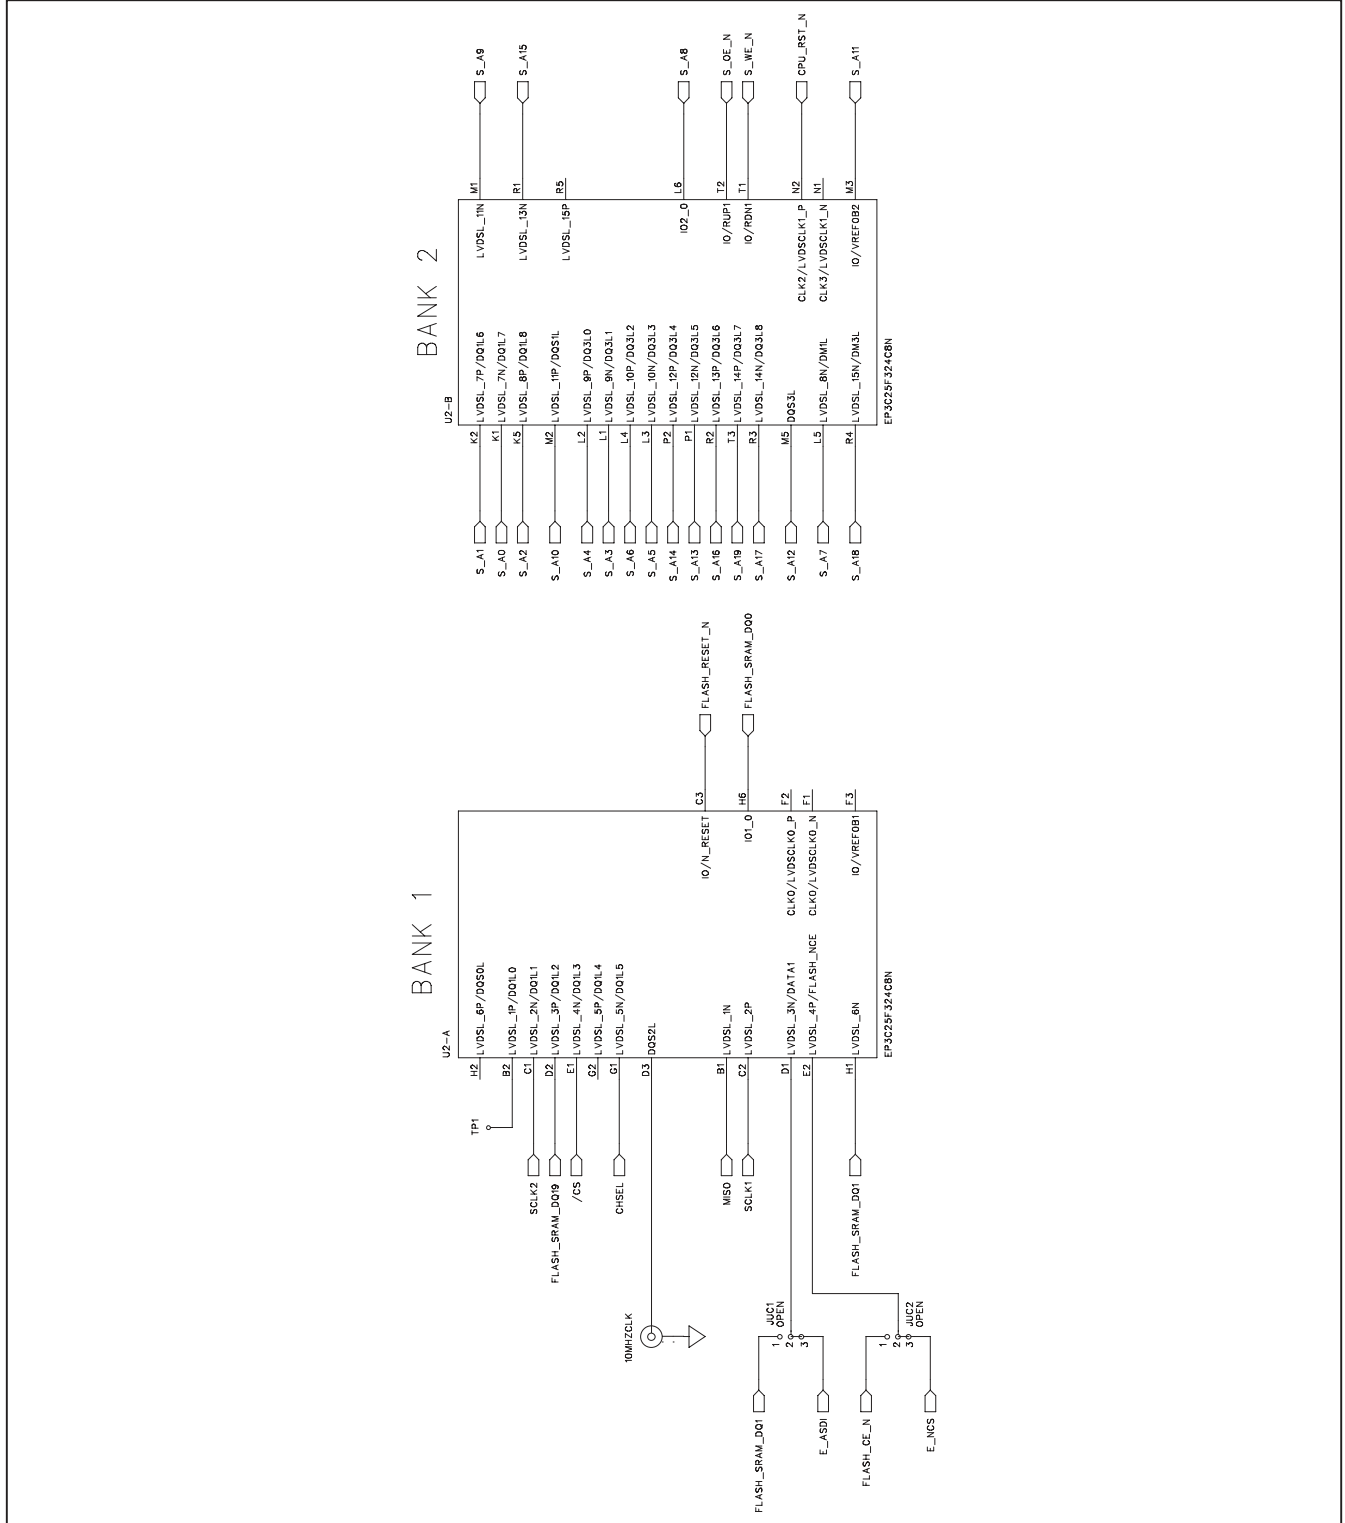 BANK 1
U2-A
H2 LVDSL_6P/DQS0L
TP1
B2 LVDSL_1P/DQ1L0
SCLK2 C1 LVDSL_2N/DQ1L1
FLASH_SRAM_DQ19 D2 LVDSL_3P/DQ1L2
/CS E1 LVDSL_4N/DQ1L3
G2 LVDSL_5P/DQ1L4
CHSEL G1 LVDSL_5N/DQ1L5
10MHZCLK D3 DQS2L
IO/N_RESET C3 FLASH_RESET_N
MISO B1 LVDSL_1N
SCLK1 C2 LVDSL_2P
IO1_0 H6 FLASH_SRAM_DQ0
FLASH_SRAM_DQ1
JUC1
OPEN
1
2
3
E_ASDI
D1 LVDSL_3N/DATA1
CLK0/LVDSCLK0_P F2
E2 LVDSL_4P/FLASH_NCE
CLK0/LVDSCLK0_N F1
FLASH_SRAM_DQ1 H1 LVDSL_6N
IO/VREF0B1 F3
FLASH_CE_N
1
2
3
JUC2
OPEN
E_NCS
EP3C25F324C8N
BANK 2
U2-B
S_A1 K2 LVDSL_7P/DQ1L6
LVDSL_11N M1 S_A9
S_A0 K1 LVDSL_7N/DQ1L7
S_A2 K5 LVDSL_8P/DQ1L8
LVDSL_13N R1 S_A15
S_A10 M2 LVDSL_11P/DQS1L
LVDSL_15P R5
S_A4 L2 LVDSL_9P/DQ3L0
S_A3 L1 LVDSL_9N/DQ3L1
S_A6 L4 LVDSL_10P/DQ3L2
S_A5 L3 LVDSL_10N/DQ3L3
S_A14 P2 LVDSL_12P/DQ3L4
IO2_0 L6 S_A8
S_A13 P1 LVDSL_12N/DQ3L5
S_A16 R2 LVDSL_13P/DQ3L6
IO/RUP1 T2 S_OE_N
S_A19 T3 LVDSL_14P/DQ3L7
IO/RDN1 T1 S_WE_N
S_A17 R3 LVDSL_14N/DQ3L8
S_A12 M5 DQS3L
CLK2/LVDSCLK1_P N2 CPU_RST_N
S_A7 L5 LVDSL_8N/DM1L
CLK3/LVDSCLK1_N N1
S_A18 R4 LVDSL_15N/DM3L
IO/VREF0B2 M3 S_A11
EP3C25F324C8N